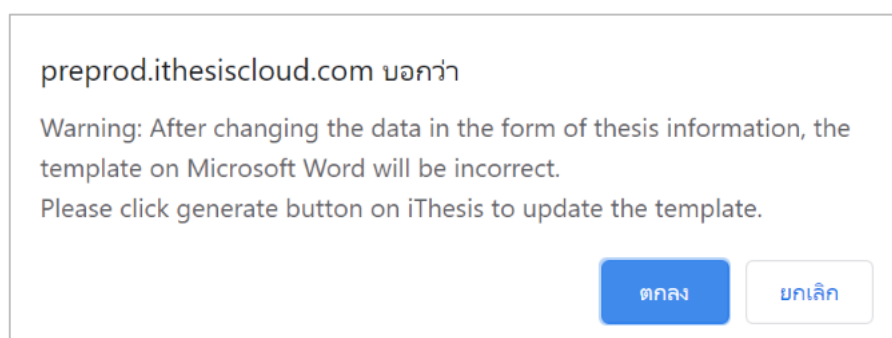 preprod.ithesiscloud.com บอกว่า
Warning: After changing the data in the form of thesis information, the
template on Microsoft Word will be incorrect.
Please click generate button on iThesis to update the template.
ตกลง ยกเลิก